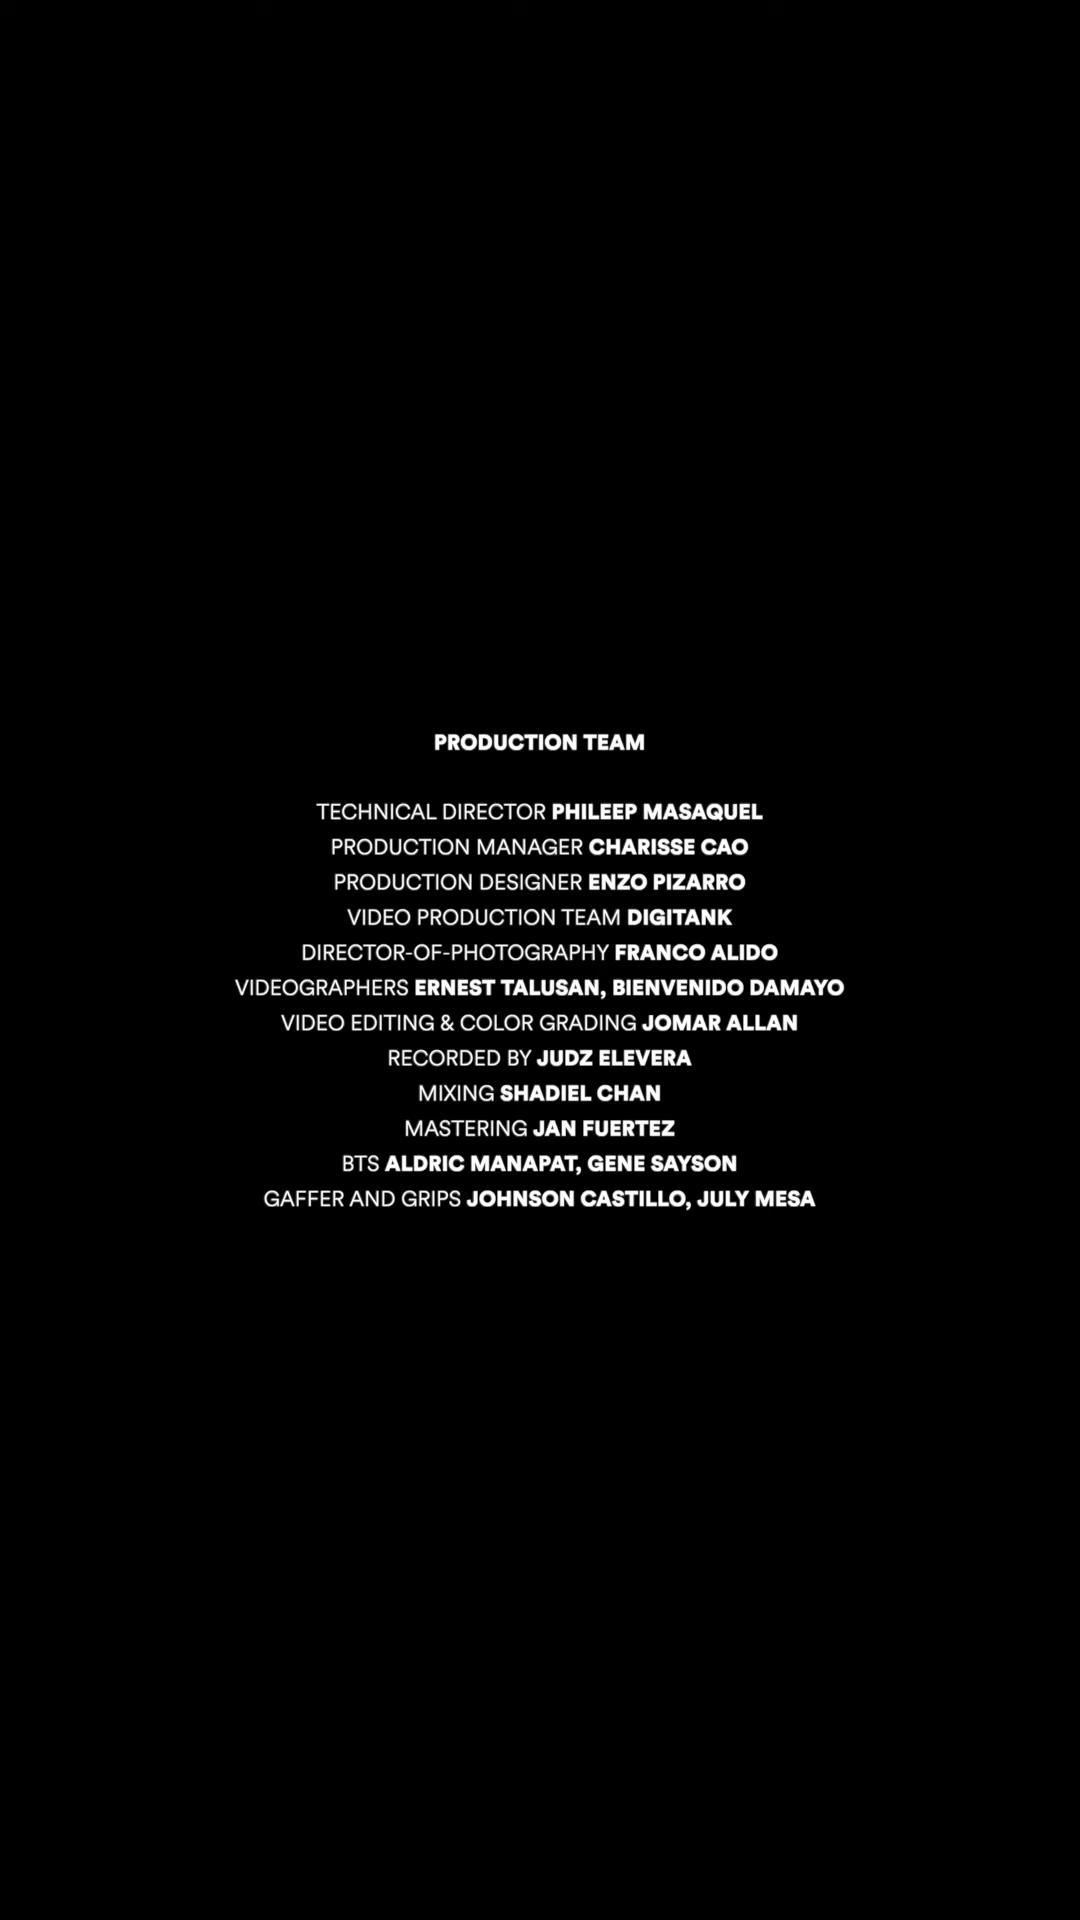 PRODUCTION TEAM
TECHNICAL DIRECTOR PHILEEP MASAQUEL
PRODUCTION MANAGER CHARISSE CAO
PRODUCTION DESIGNER ENZO PIZARRO
VIDEO PRODUCTION TEAM DIGITANK
DIRECTOR-OF-PHOTOGRAPHY FRANCO ALIDO
VIDEOGRAPHERS ERNEST TALUSAN, BIENVENIDO DAMAYO
VIDEO EDITING & COLOR GRADING JOMAR ALLAN
RECORDED BY JUDZ ELEVERA
MIXING SHADIEL CHAN
MASTERING JAN FUERTEZ
BTS ALDRIC MANAPAT, GENE SAYSON
GAFFER AND GRIPS JOHNSON CASTILLO, JULY MESA